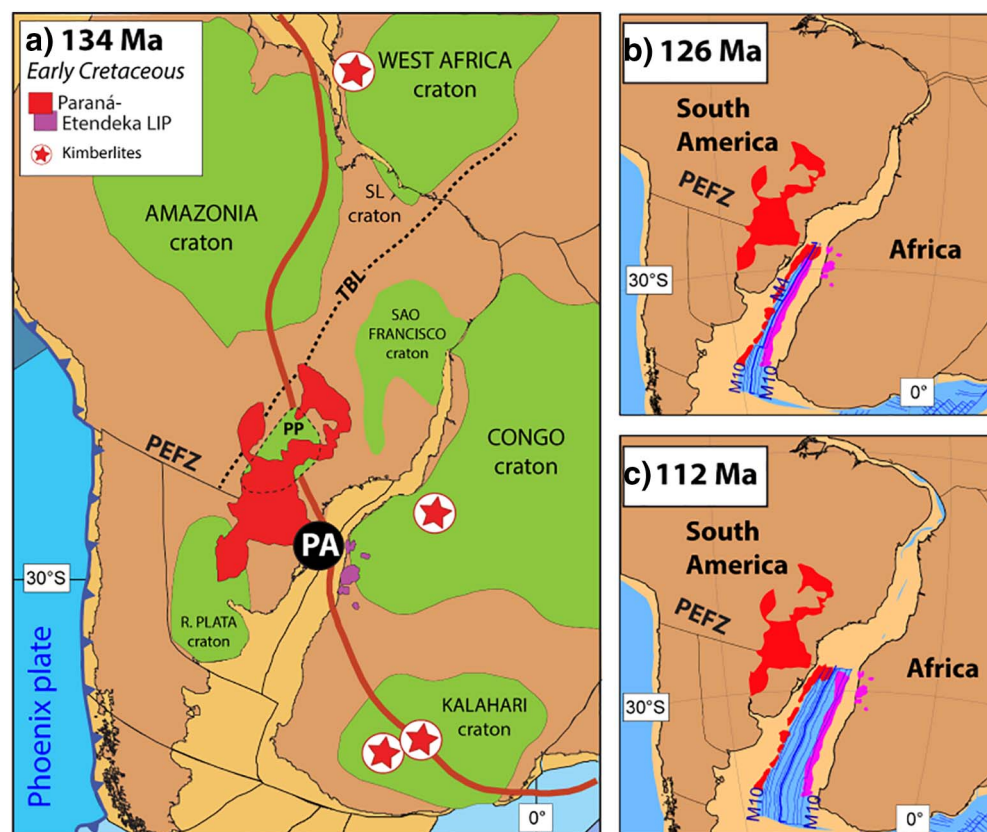 a) 134 Ma
Early Cretaceous
Paraná-
Etendeka LIP
Kimberlites
WEST AFRICA
craton
AMAZONIA
craton
SL
craton
TBL
SAO
FRANCISCO
craton
PP
PEFZ
CONGO
craton
PA
30°S
R. PLATA
craton
KALAHARI
craton
Phoenix plate
0°
b) 126 Ma
South
America
PEFZ
Africa
30°S
M4
M10
M10
0°
c) 112 Ma
South
America
PEFZ
Africa
30°S
M10
M10
0°